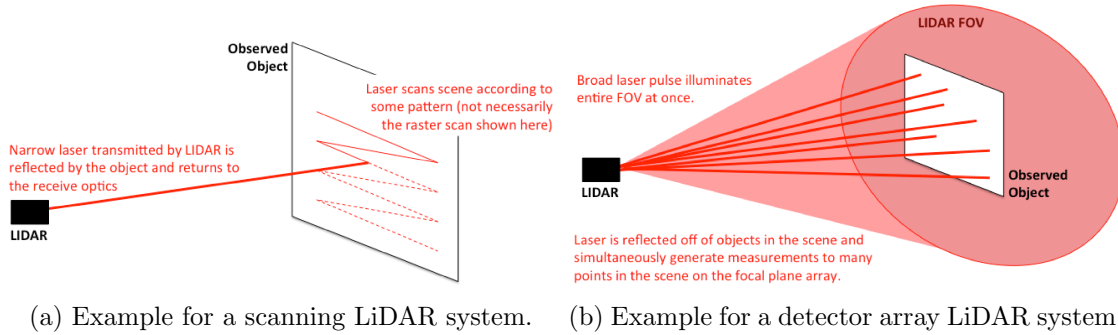 Observed
Object
Laser scans scene according to
some pattern (not necessarily
the raster scan shown here)
Narrow laser transmitted by LIDAR is
reflected by the object and returns to
the receive optics
LIDAR
(a) Example for a scanning LiDAR system.
LIDAR FOV
Broad laser pulse illuminates
entire FOV at once.
LIDAR
Observed
Object
Laser is reflected off of objects in the scene and
simultaneously generate measurements to many
points in the scene on the focal plane array.
(b) Example for a detector array LiDAR system